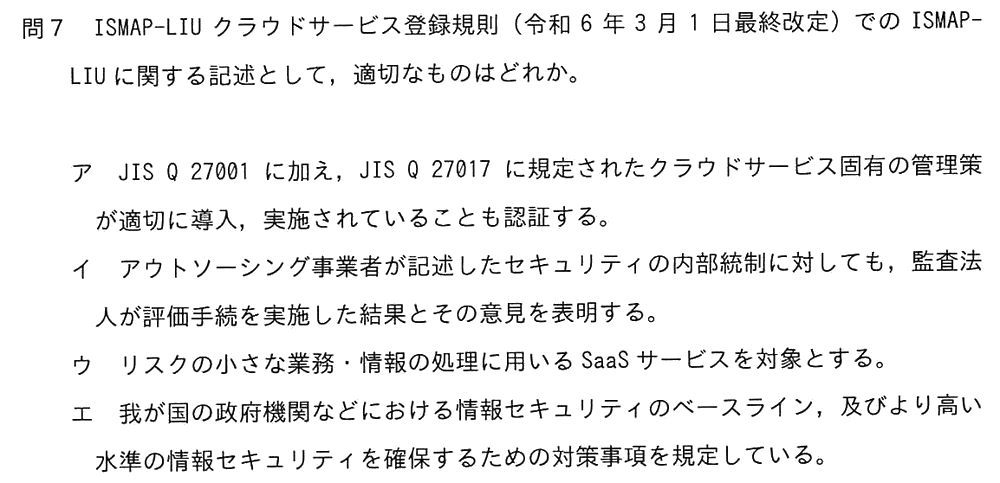 問7　ISMAP-LIU クラウドサービス登録規則（令和 6 年 3 月 1 日最終改定）での ISMAP-
LIU に関する記述として，適切なものはどれか。
ア　JIS Q 27001 に加え，JIS Q 27017 に規定されたクラウドサービス固有の管理策
が適切に導入，実施されていることも認証する。
イ　アウトソーシング事業者が記述したセキュリティの内部統制に対しても，監査法
人が評価手続を実施した結果とその意見を表明する。
ウ　リスクの小さな業務・情報の処理に用いる SaaS サービスを対象とする。
エ　我が国の政府機関などにおける情報セキュリティのベースライン，及びより高い
水準の情報セキュリティを確保するための対策事項を規定している。